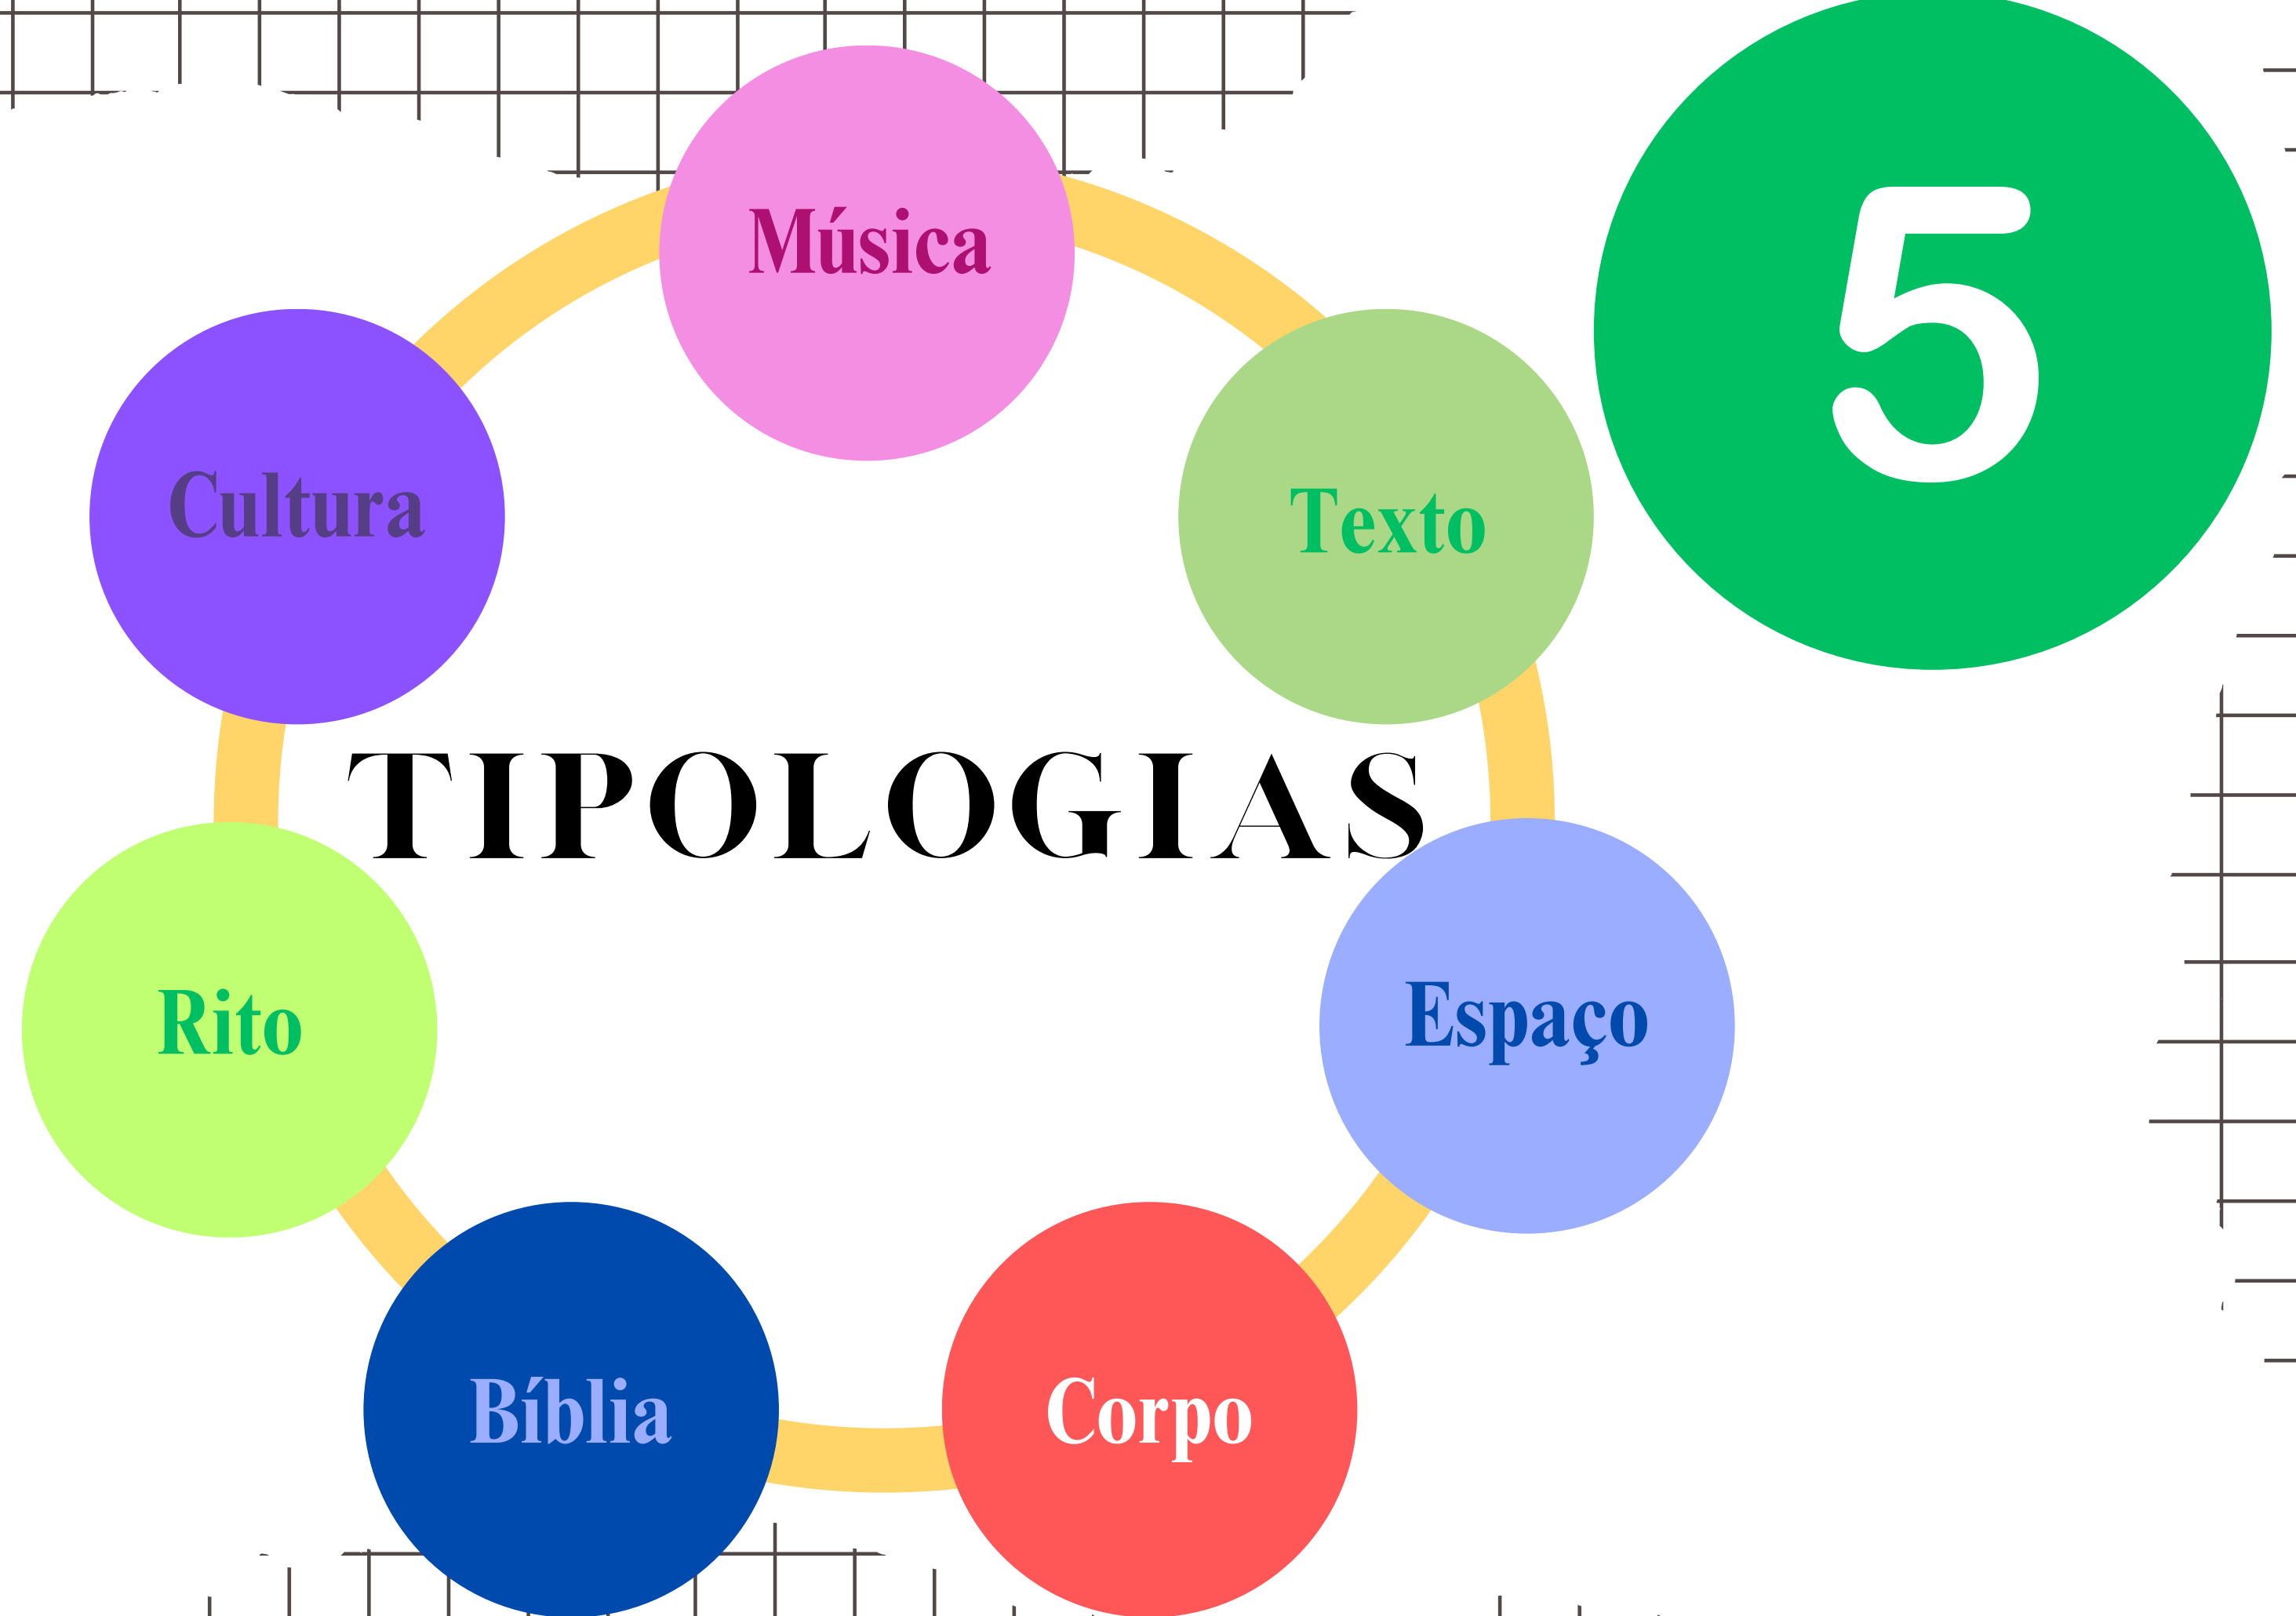 Música
5
Cultura
Texto
TIPOLOGIAS
Rito
Espaço
Bíblia
Corpo